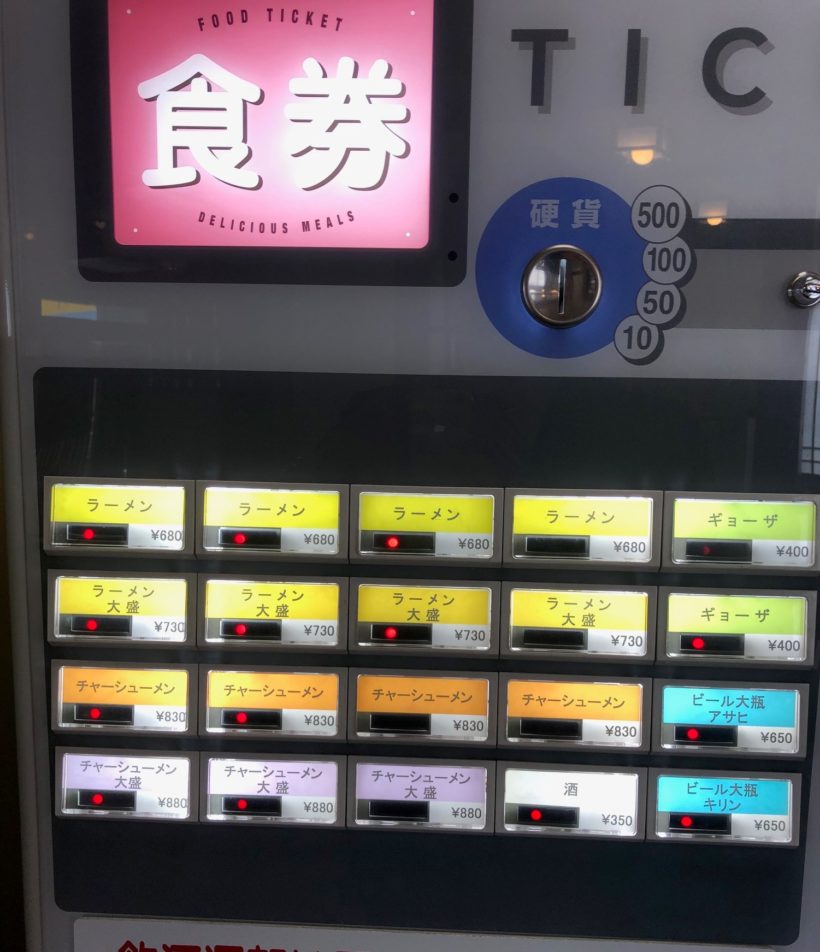 FOOD TICKET
食券
DELICIOUS MEALS
TIC
硬貨
500
100
50
10
ラーメン
¥680
ラーメン
¥680
ラーメン
¥680
ラーメン
¥680
ギョーザ
¥400
ラーメン
大盛
¥730
ラーメン
大盛
¥730
ラーメン
大盛
¥730
ラーメン
大盛
¥730
ギョーザ
¥400
チャーシューメン
¥830
チャーシューメン
¥830
チャーシューメン
¥830
チャーシューメン
¥830
ビール大瓶
アサヒ
¥650
チャーシューメン
大盛
¥880
チャーシューメン
大盛
¥880
チャーシューメン
大盛
¥880
酒
¥350
ビール大瓶
キリン
¥650